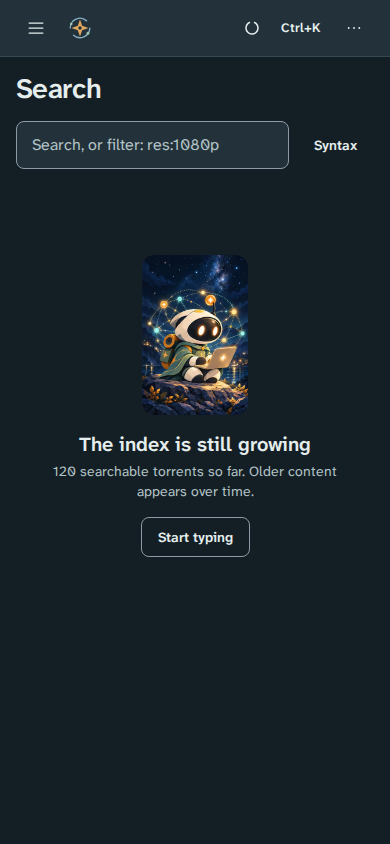 Ctrl+K
Search
Search, or filter: res:1080p
Syntax
The index is still growing
120 searchable torrents so far. Older content
appears over time.
Start typing